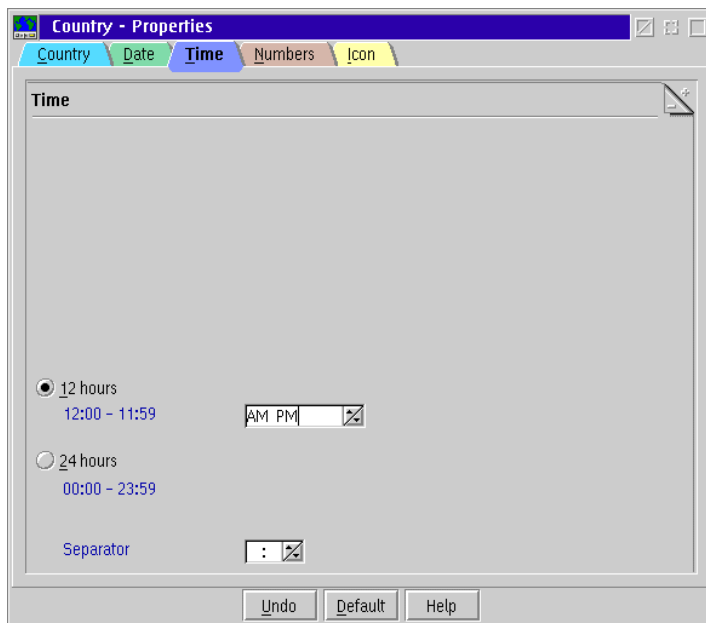 Country - Properties
Country Date Time Numbers Icon
Time
12 hours
12:00 - 11:59 AM PM
24 hours
00:00 - 23:59
Separator :
Undo Default Help